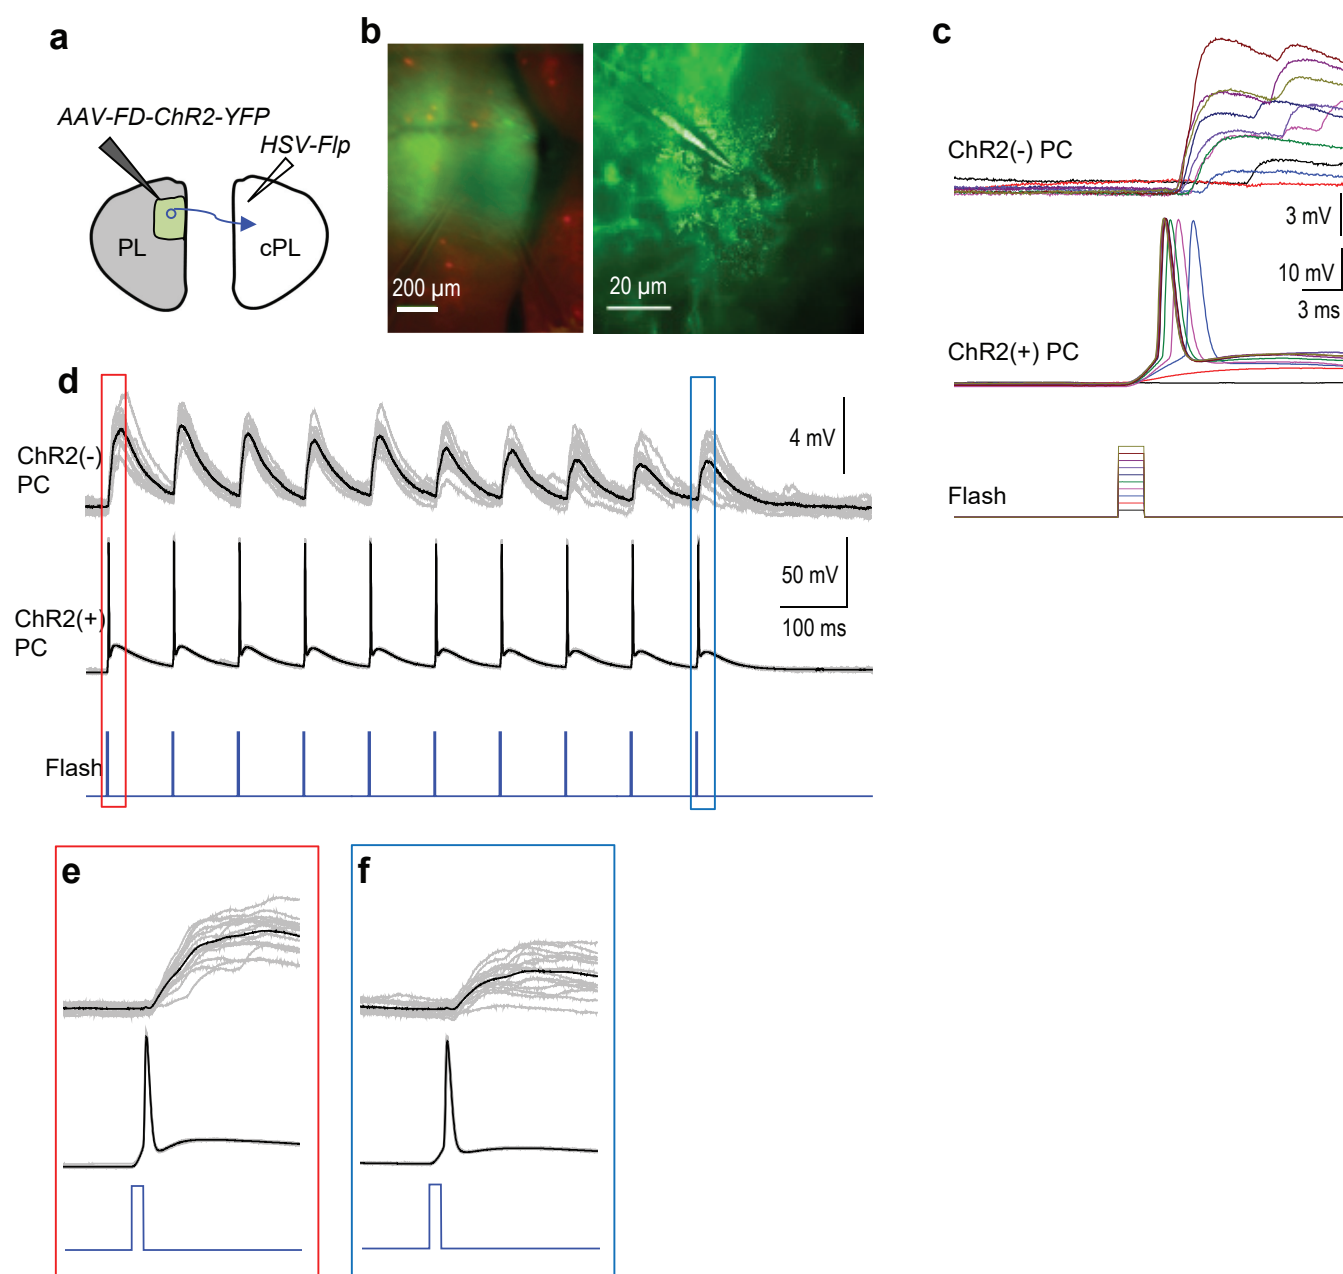 a
AAV-FD-ChR2-YFP
HSV-Flp
PL
cPL
b
200 µm
20 µm
c
ChR2(-) PC
3 mV
10 mV
3 ms
ChR2(+) PC
Flash
d
ChR2(-)
PC
4 mV
50 mV
100 ms
ChR2(+)
PC
Flash
e
f